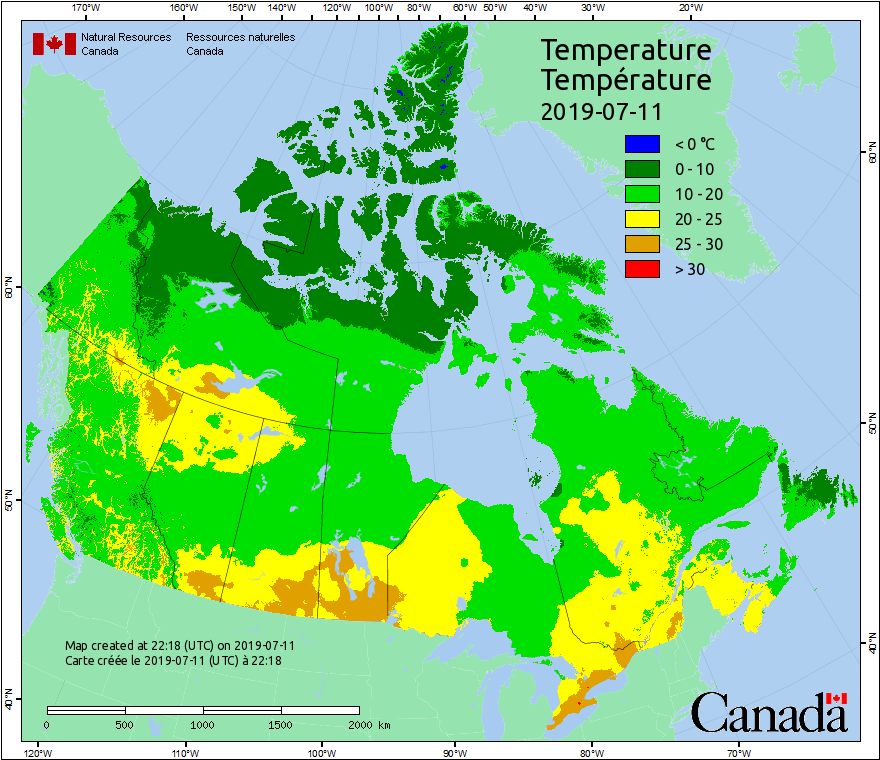 170°W 160°W 150°W 140°W 130°W 120°W 110°W 100°W 90°W 80°W 70°W 60°W 50°W 40°W 30°W 20°W
Natural Resources Ressources naturelles
Canada Canada
Temperature
Température
2019-07-11
< 0 °C
0 - 10
10 - 20
20 - 25
25 - 30
> 30
60°N
60°N
50°N
50°N
40°N
40°N
Map created at 22:18 (UTC) on 2019-07-11
Carte créée le 2019-07-11 (UTC) à 22:18
0 500 1000 1500 2000 km
Canada
120°W 110°W 100°W 90°W 80°W 70°W